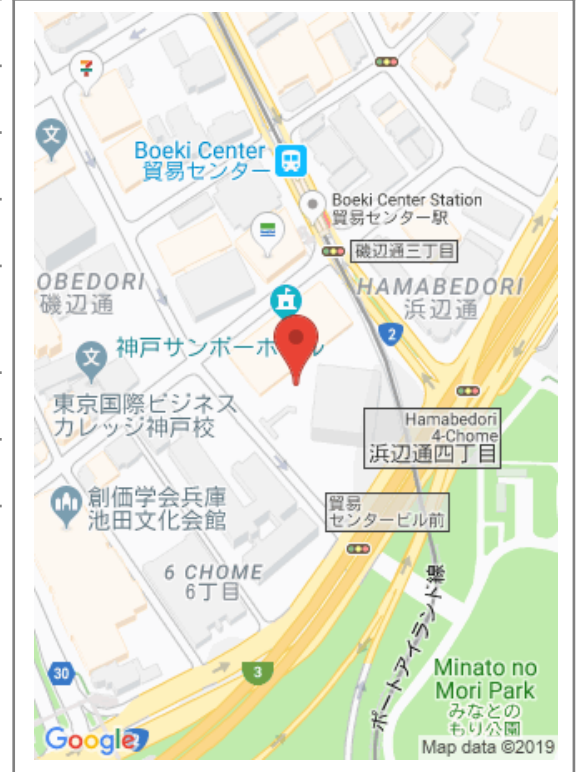 文
Boeki Center
貿易センター
Boeki Center Station
貿易センター駅
磯辺通三丁目
OBEDORI
磯辺通
HAMABEDORI
浜辺通
2
神戸サンボーホール
文
東京国際ビジネス
カレッジ神戸校
Hamabedori
4-Chome
浜辺通四丁目
創価学会兵庫
池田文化会館
貿易
センタービル前
6 CHOME
6丁目
ポートアイランド線
30
3
Minato no
Mori Park
みなとの
もり公園
Google
Map data ©2019